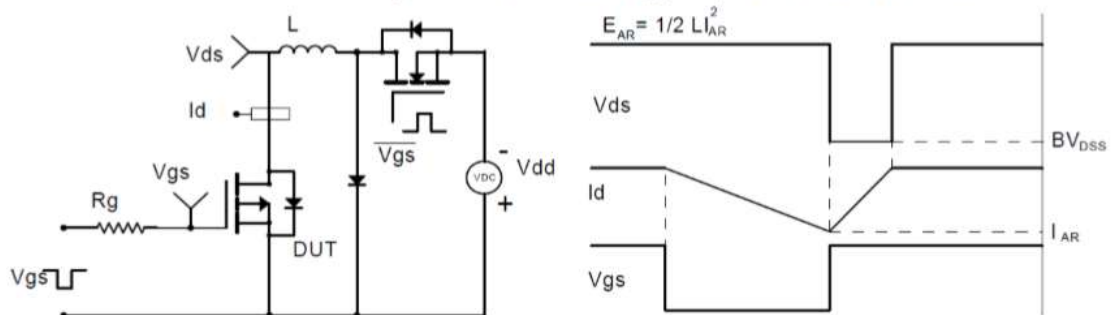 L
Vds
Id
Vgs
Vgs
Rg
Vgs
DUT
-
Vdd
VDC
+
E_AR = 1/2 LI²_AR
Vds
BV_DSS
Id
I_AR
Vgs